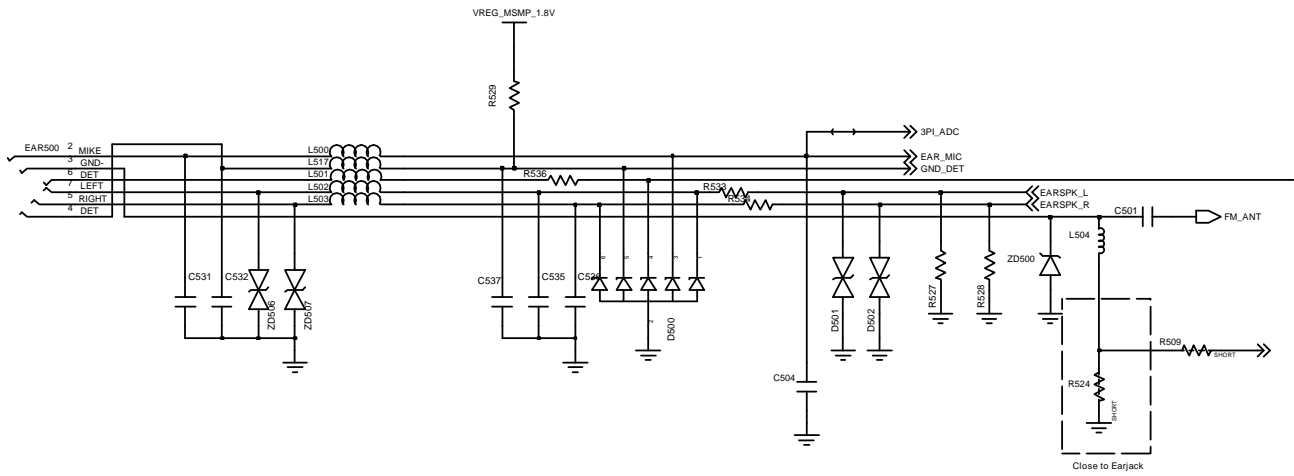 VREG_MSMP_1.8V
R529
3PI_ADC
EAR500 2 MIKE
L500
EAR_MIC
3 GND-
L517
GND_DET
6 DET
L501
R536
7 LEFT
L502
R533
EARSPK_L
5 RIGHT
L503
R534
EARSPK_R
4 DET
C501
FM_ANT
L504
ZD500
C531
C532
ZD506
ZD507
C537
C535
6
5
4
3
1
2
D500
D501
D502
R527
R528
R509
SHORT
C504
R524
SHORT
Close to Earjack